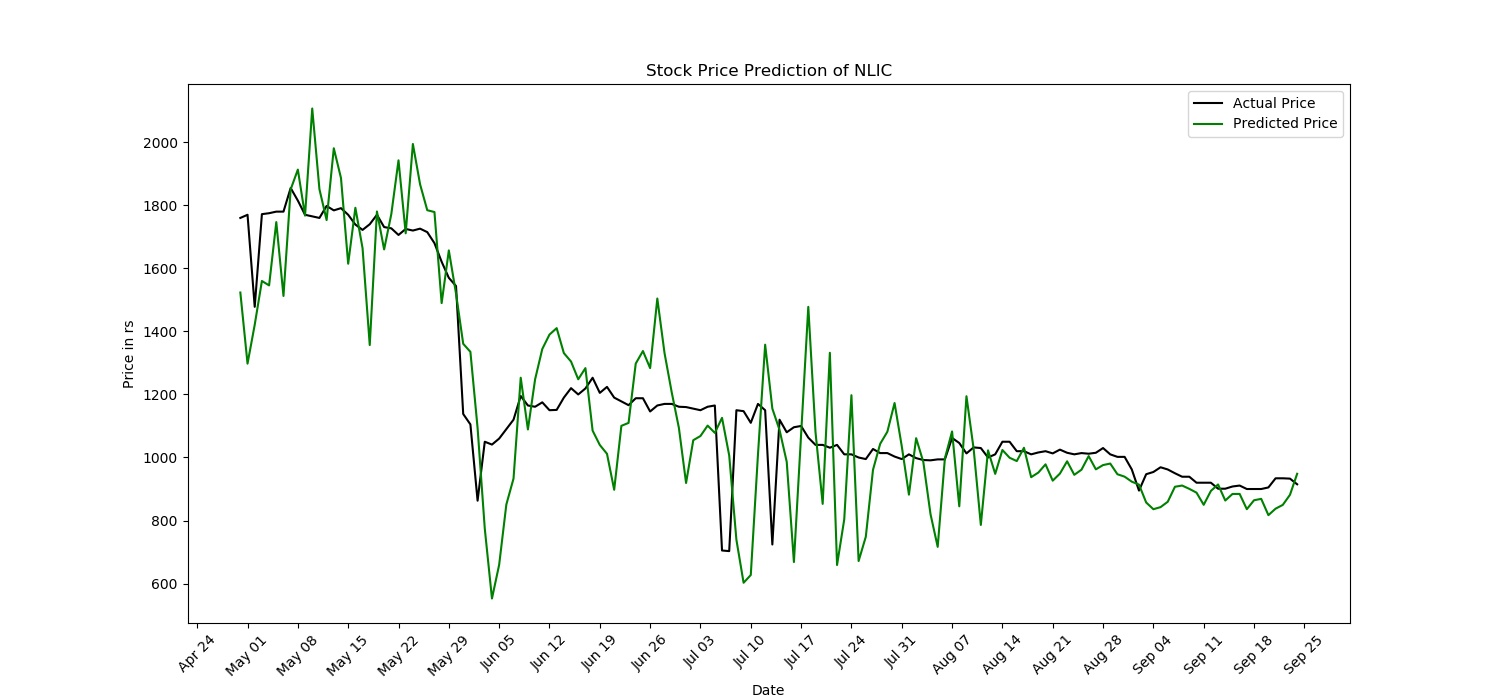 Stock Price Prediction of NLIC
Actual Price
Predicted Price
Price in rs
2000
1800
1600
1400
1200
1000
800
600
Apr 24
May 01
May 08
May 15
May 22
May 29
Jun 05
Jun 12
Jun 19
Jun 26
Jul 03
Jul 10
Jul 17
Jul 24
Jul 31
Aug 07
Aug 14
Aug 21
Aug 28
Sep 04
Sep 11
Sep 18
Sep 25
Date